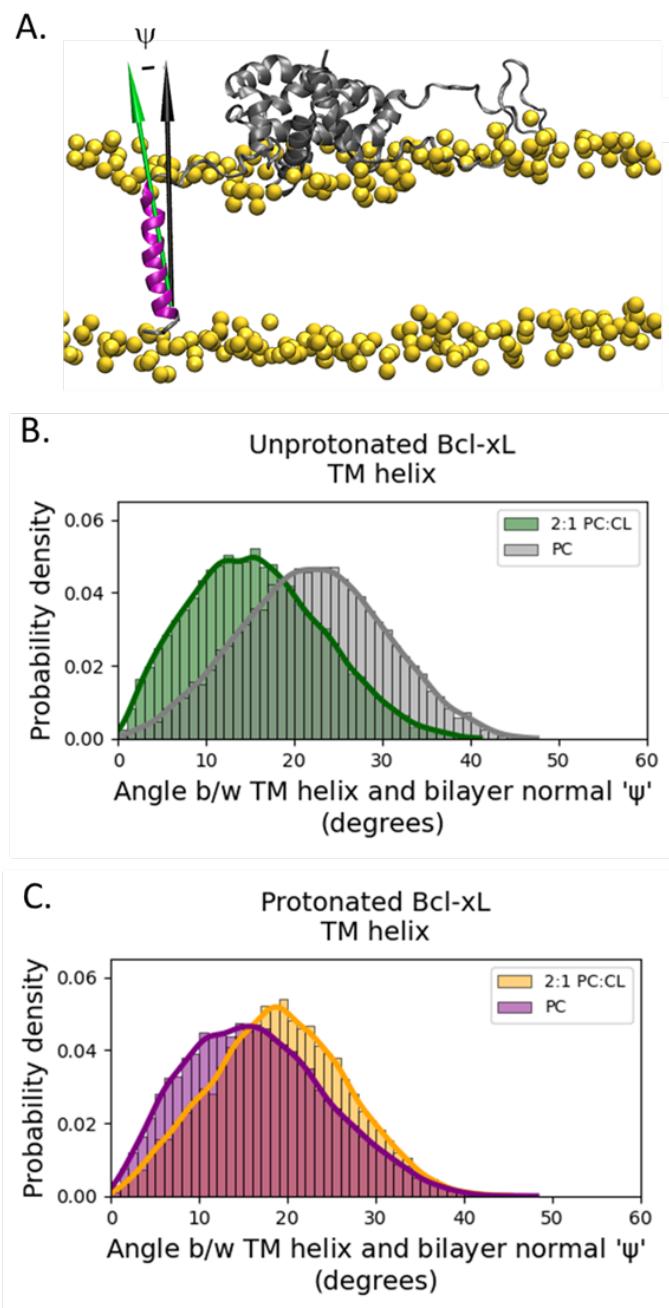 A.
ψ
B.
Unprotonated Bcl-xL
TM helix
2:1 PC:CL
PC
0.06
0.04
0.02
0.00
Probability density
0 10 20 30 40 50 60
Angle b/w TM helix and bilayer normal 'ψ'
(degrees)
C.
Protonated Bcl-xL
TM helix
2:1 PC:CL
PC
0.06
0.04
0.02
0.00
Probability density
0 10 20 30 40 50 60
Angle b/w TM helix and bilayer normal 'ψ'
(degrees)